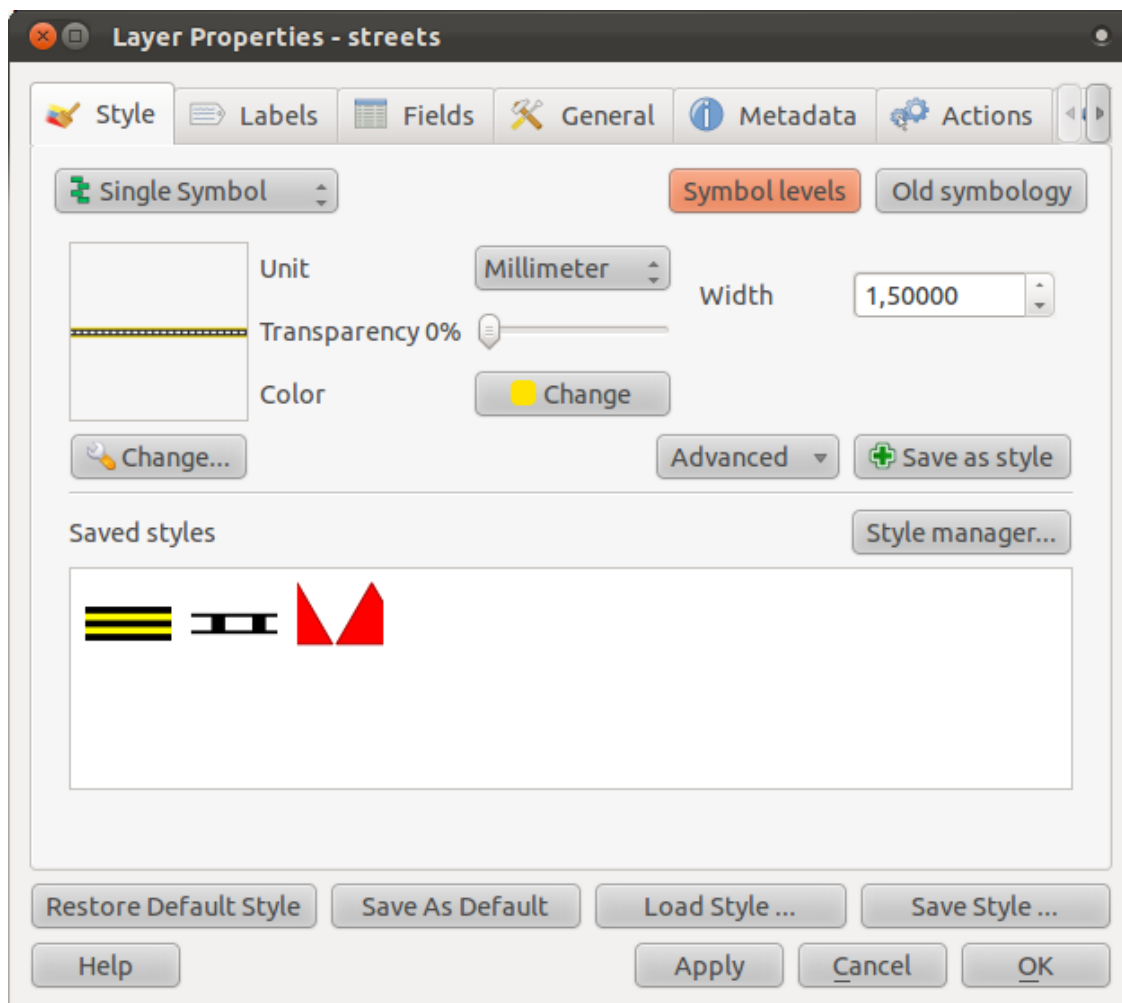 Layer Properties - streets
Style
Labels
Fields
General
Metadata
Actions
Single Symbol
Symbol levels
Old symbology
Unit
Millimeter
Width
1,50000
Transparency 0%
Color
Change
Change...
Advanced
Save as style
Saved styles
Style manager...
Restore Default Style
Save As Default
Load Style ...
Save Style ...
Help
Apply
Cancel
OK